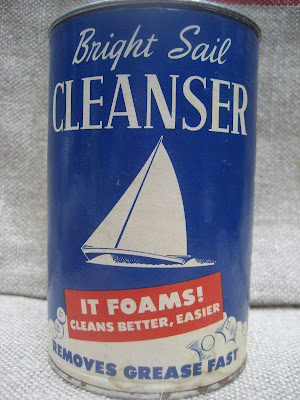 Bright Sail
CLEANSER
IT FOAMS!
CLEANS BETTER, EASIER
REMOVES GREASE FAST